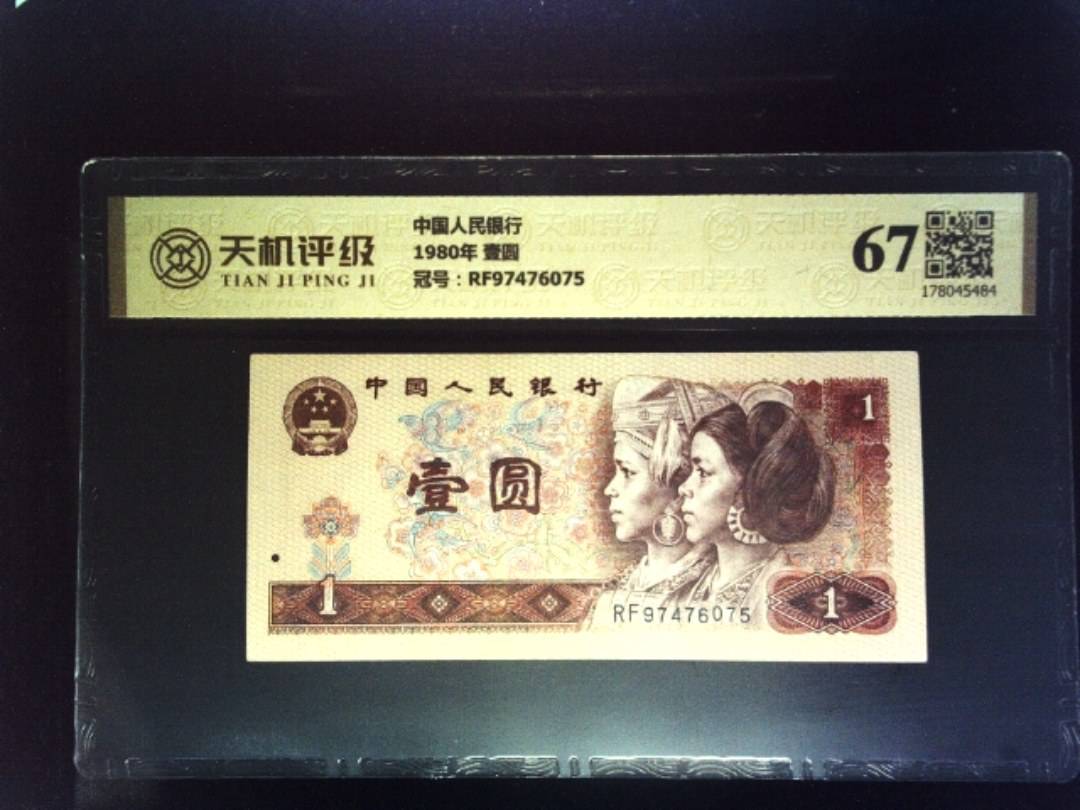 天机评级
TIAN JI PING JI
中国人民银行
1980年 壹圆
冠号：RF97476075
67
178045484
中国人民银行
1
壹圆
1
RF97476075
1